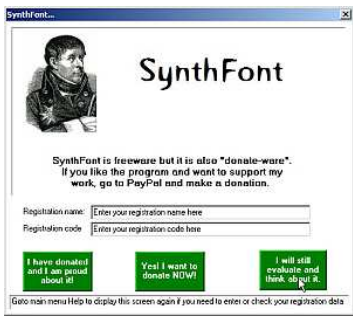 SynthFont...
SynthFont
SynthFont is freeware but it is also "donate-ware".
If you like the program and want to support my
work, go to PayPal and make a donation.
Registration name: Enter your registration name here
Registration code Enter your registration code here
I have donated
and I am proud
about it!
Yes! I want to
donate NOW!
I will still
evaluate and
think about it.
Goto main menu Help to display this screen again if you need to enter or check your registration data